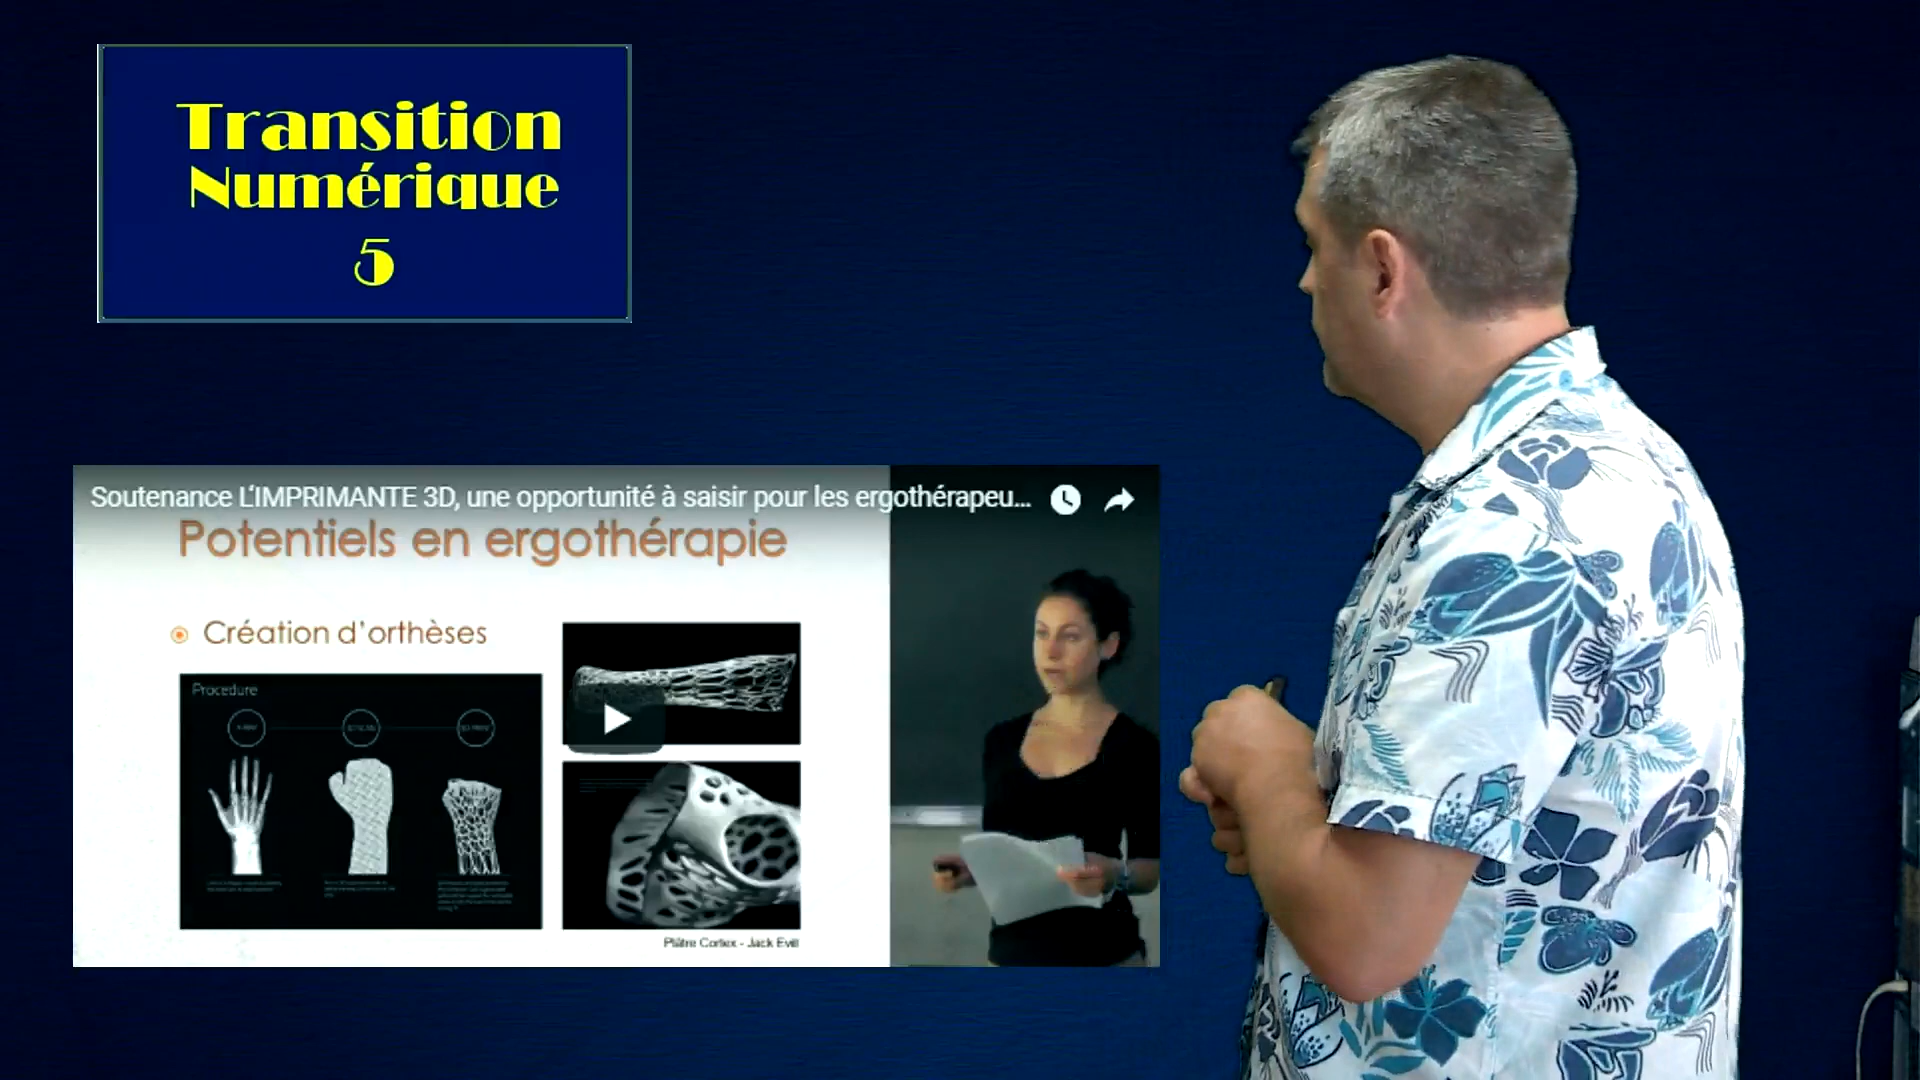 Transition
Numérique
5
Soutenance L'IMPRIMANTE 3D, une opportunité à saisir pour les ergothérapeu...
Potentiels en ergothérapie
Création d'orthèses
Procedure
Plâtre Cortex - Jack Evill